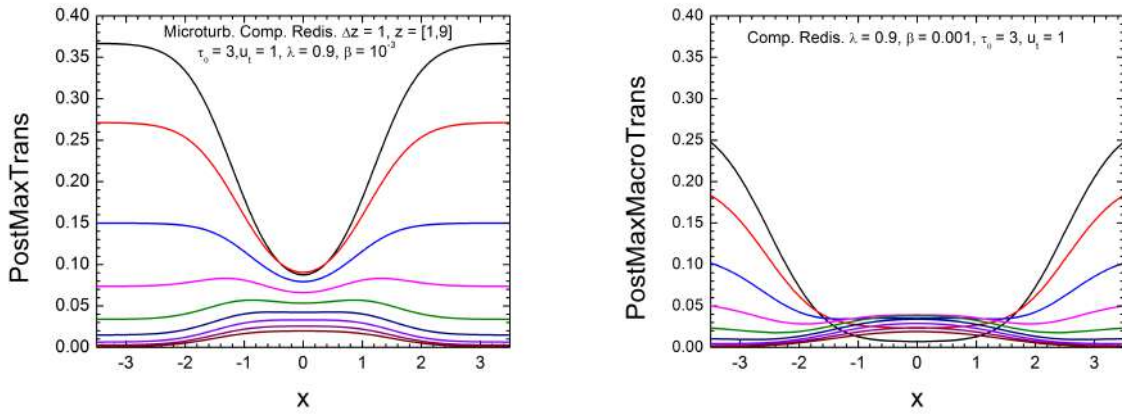 0.40
0.35
0.30
0.25
0.20
0.15
0.10
0.05
0.00
PostMaxTrans
Microturb. Comp. Redis. Δz = 1, z = [1,9]
τ₀ = 3,uₜ = 1, λ = 0.9, β = 10⁻³
-3 -2 -1 0 1 2 3
x
0.40
0.35
0.30
0.25
0.20
0.15
0.10
0.05
0.00
PostMaxMacroTrans
Comp. Redis. λ = 0.9, β = 0.001, τ₀ = 3, uₜ = 1
-3 -2 -1 0 1 2 3
x